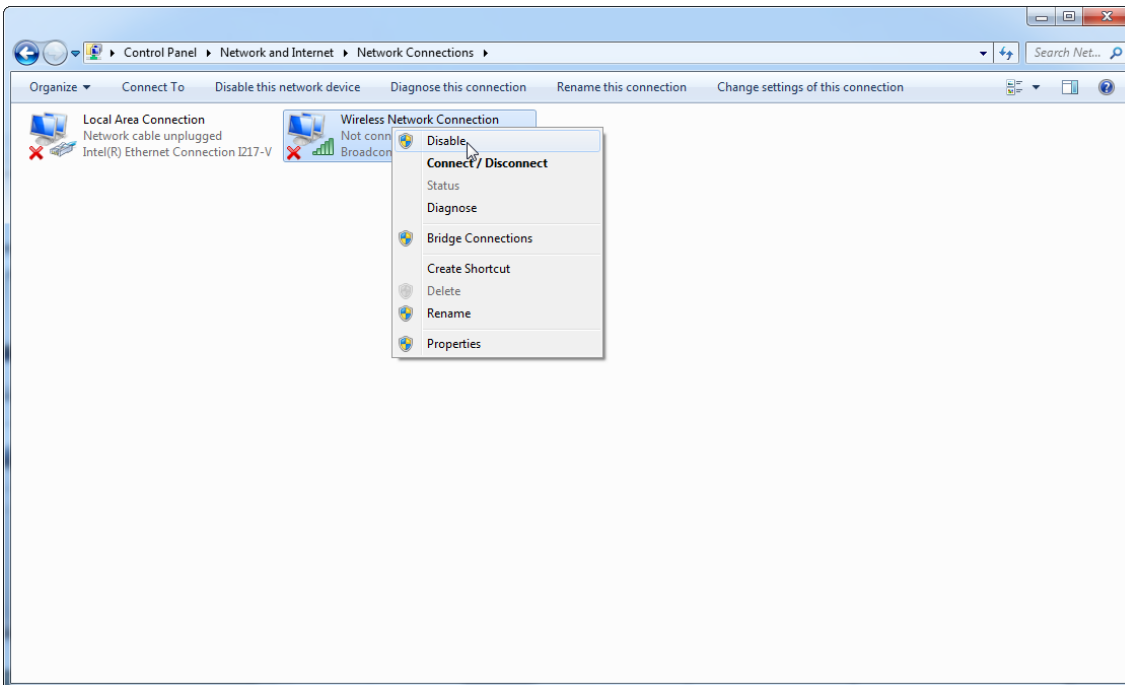 Control Panel Network and Internet Network Connections
Search Net...
Organize Connect To Disable this network device Diagnose this connection Rename this connection Change settings of this connection
Local Area Connection
Network cable unplugged
Intel(R) Ethernet Connection I217-V
Wireless Network Connection
Not conn
Broadcon
Disable
Connect / Disconnect
Status
Diagnose
Bridge Connections
Create Shortcut
Delete
Rename
Properties